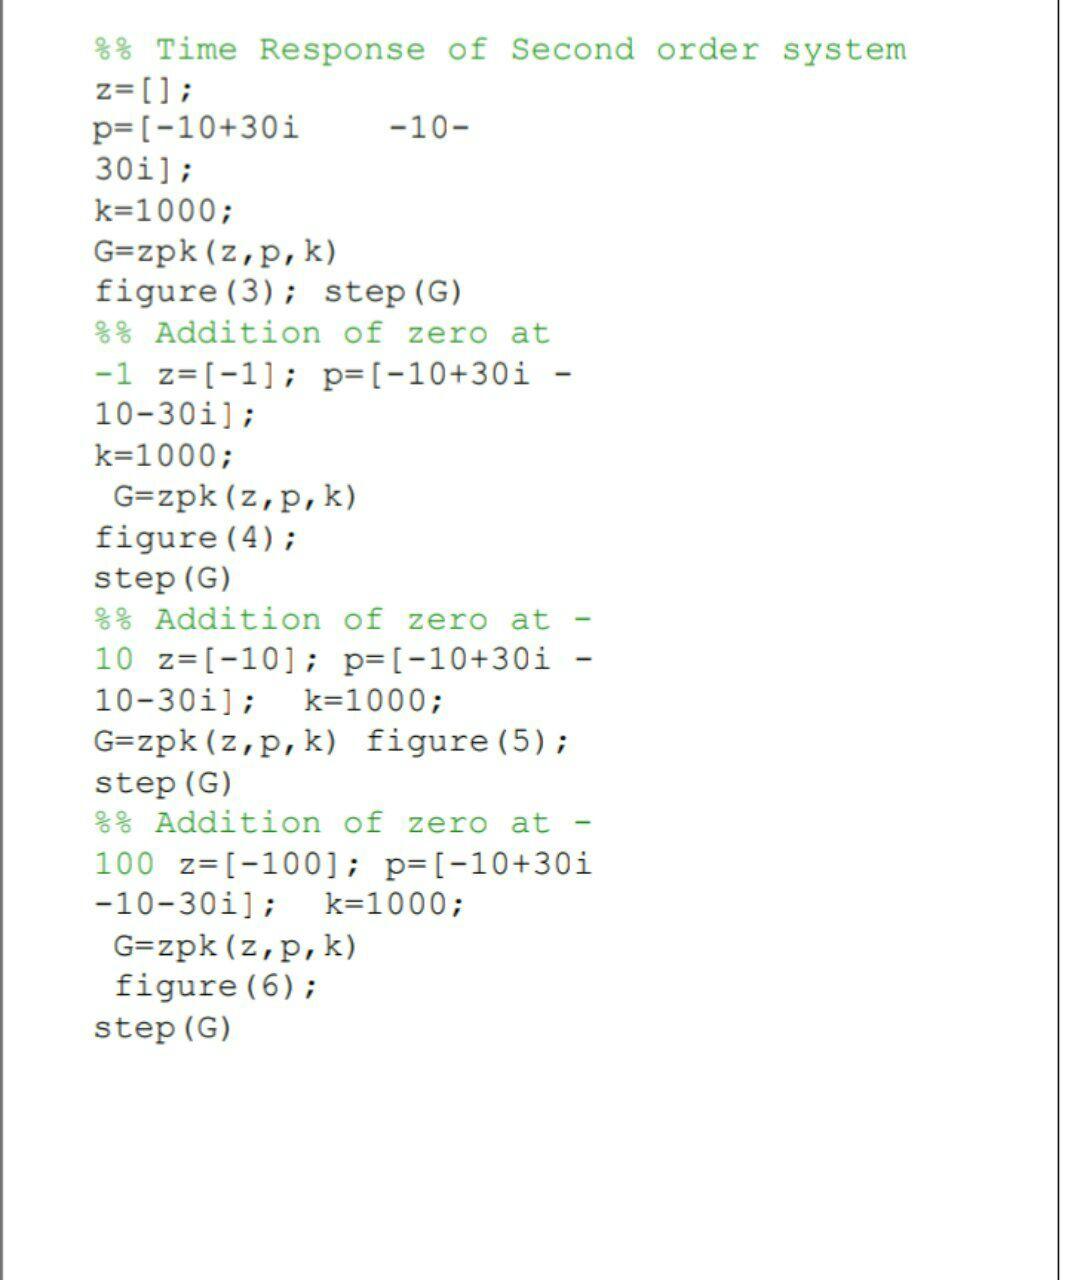 %% Time Response of Second order system
z=[];
p=[-10+30i    -10-
30i];
k=1000;
G=zpk(z,p,k)
figure(3); step(G)
%% Addition of zero at
-1 z=[-1]; p=[-10+30i -
10-30i];
k=1000;
G=zpk(z,p,k)
figure(4);
step(G)
%% Addition of zero at -
10 z=[-10]; p=[-10+30i -
10-30i];  k=1000;
G=zpk(z,p,k) figure(5);
step(G)
%% Addition of zero at -
100 z=[-100]; p=[-10+30i
-10-30i];  k=1000;
G=zpk(z,p,k)
figure(6);
step(G)